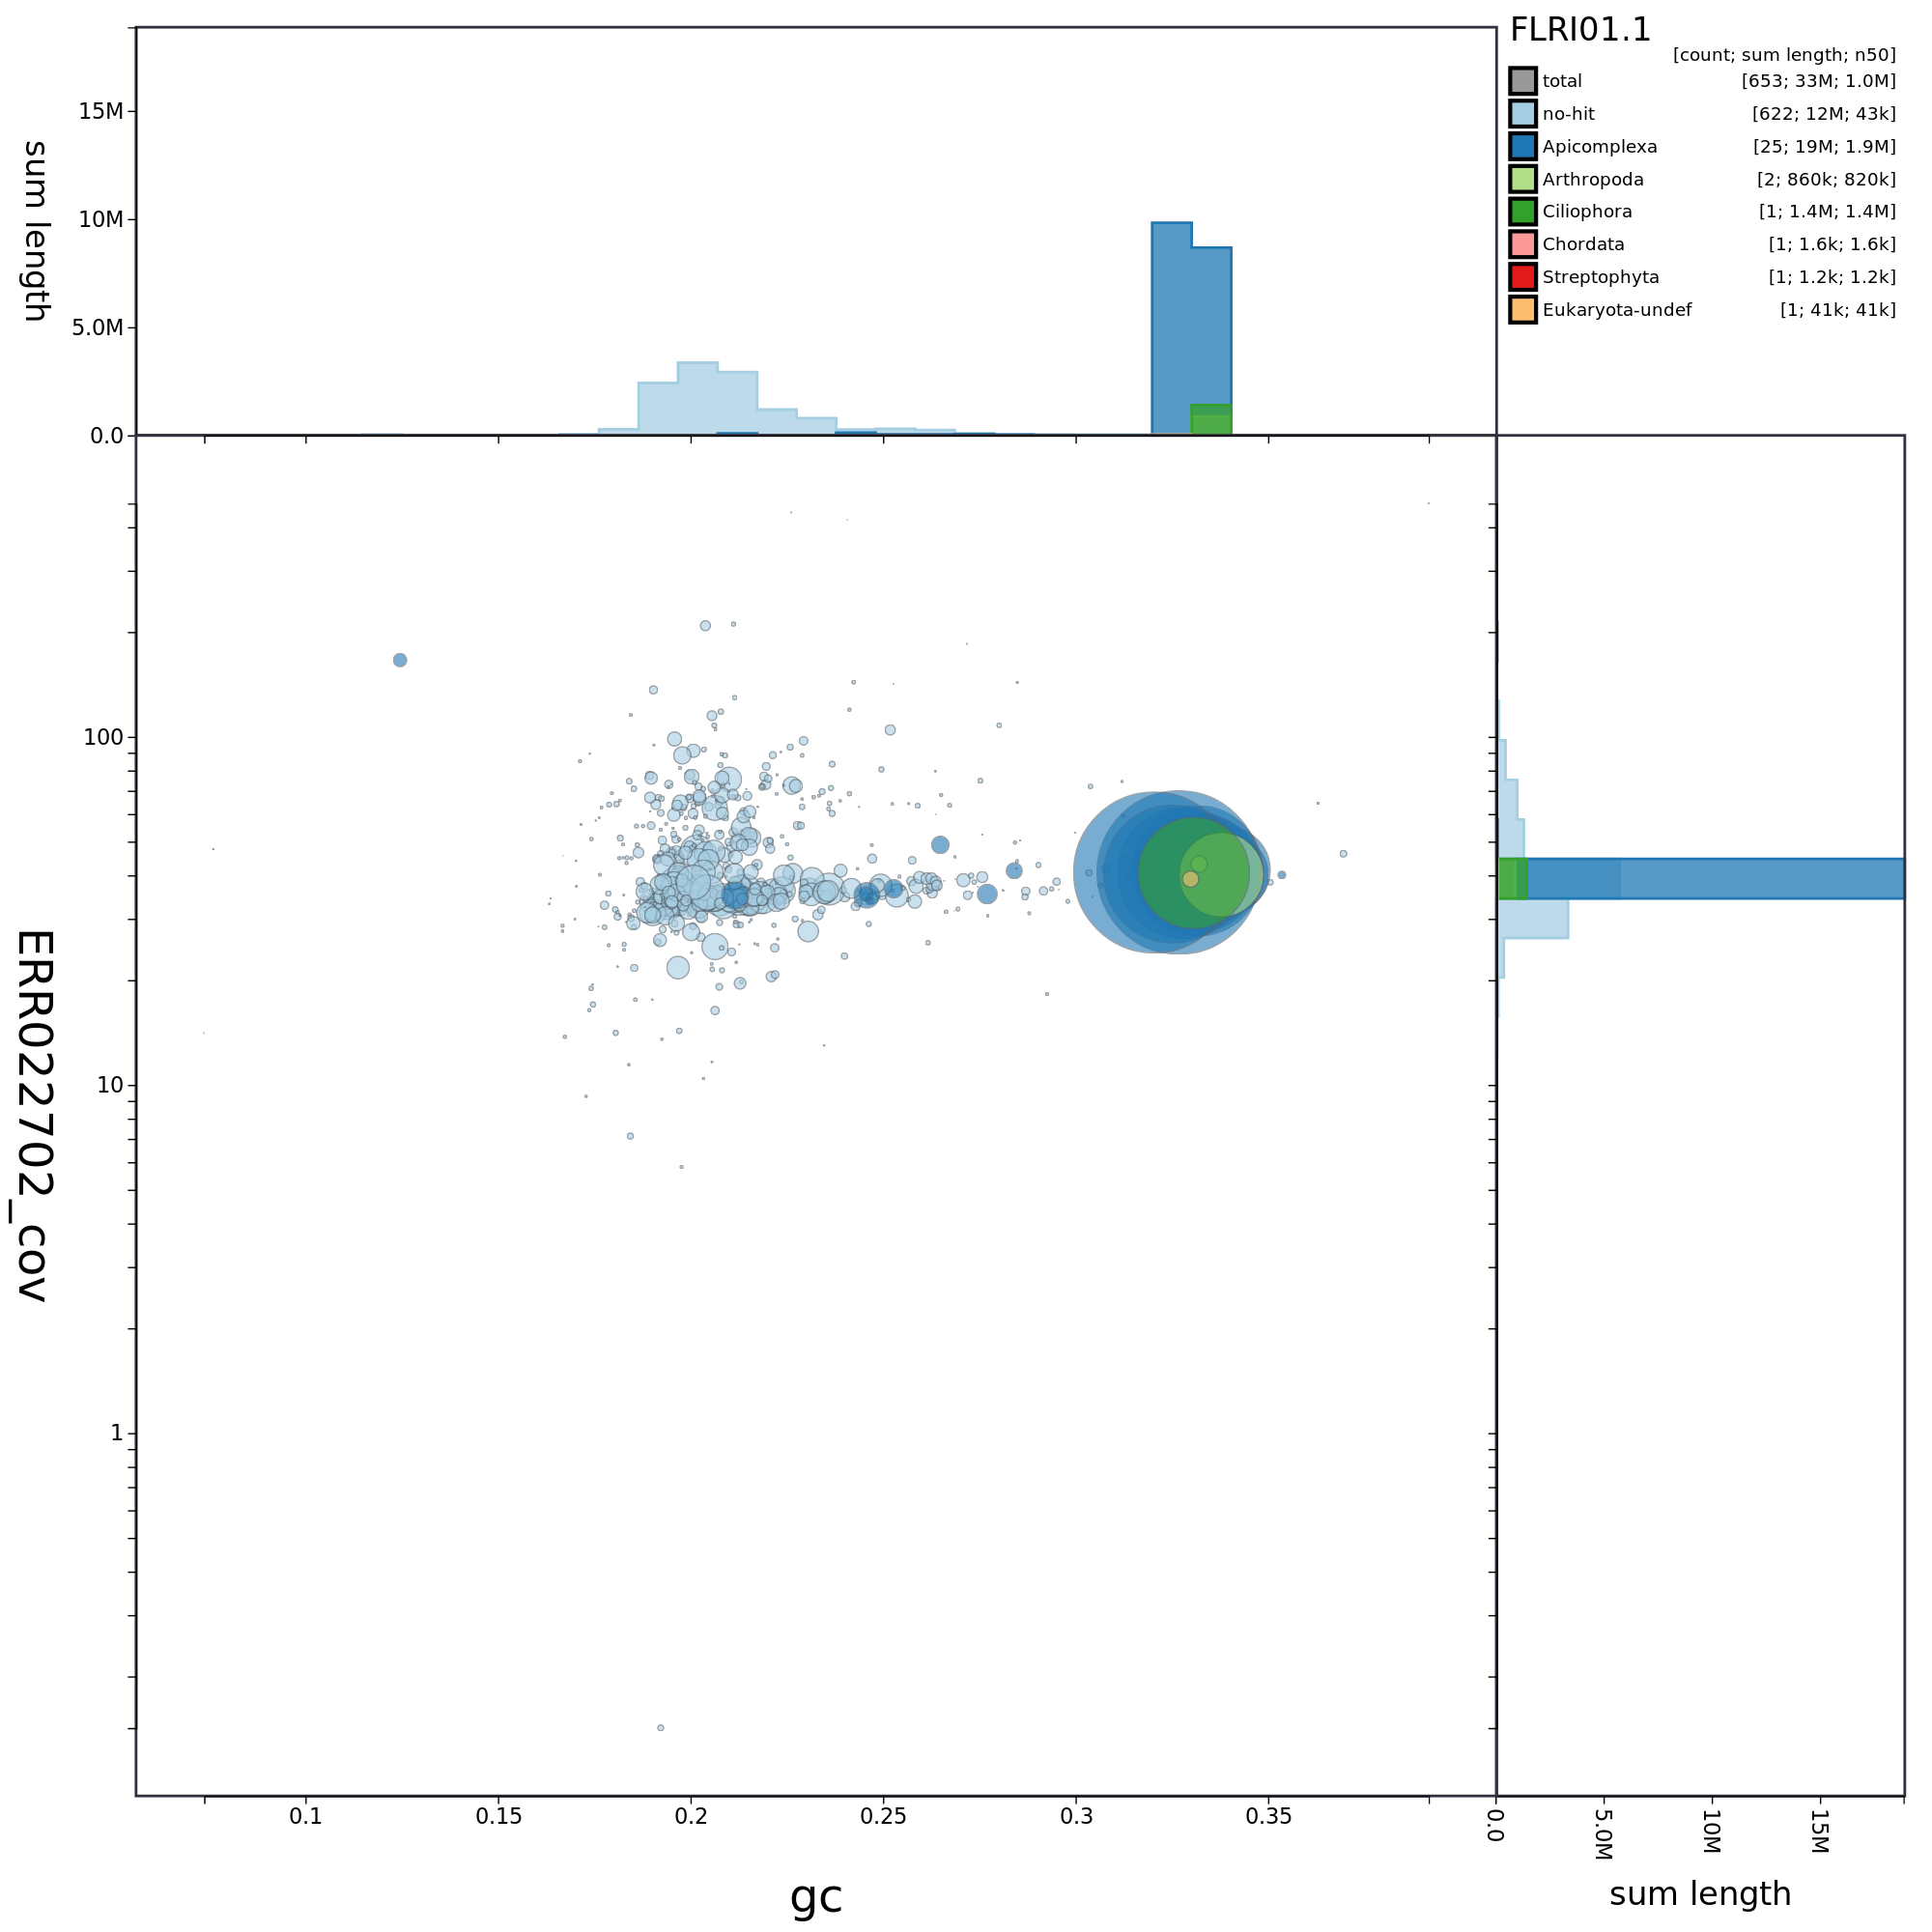 FLRI01.1
[count; sum length; n50]
total [653; 33M; 1.0M]
no-hit [622; 12M; 43k]
Apicomplexa [25; 19M; 1.9M]
Arthropoda [2; 860k; 820k]
Ciliophora [1; 1.4M; 1.4M]
Chordata [1; 1.6k; 1.6k]
Streptophyta [1; 1.2k; 1.2k]
Eukaryota-undef [1; 41k; 41k]
sum length
15M
10M
5.0M
0.0
ERR022702_cov
100
10
1
0.1 0.15 0.2 0.25 0.3 0.35
gc
0.0 5.0M 10M 15M
sum length